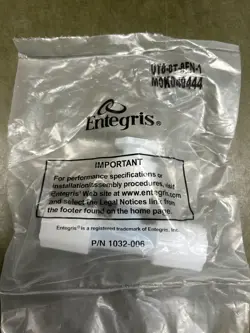 Entegris®
IMPORTANT
For performance specifications or
installation/assembly procedures, visit
Entegris' Web site at www.entegris.com
and select the Legal Notices link from
the footer found on the home page.
Entegris® is a registered trademark of Entegris, Inc.
P/N 1032-006